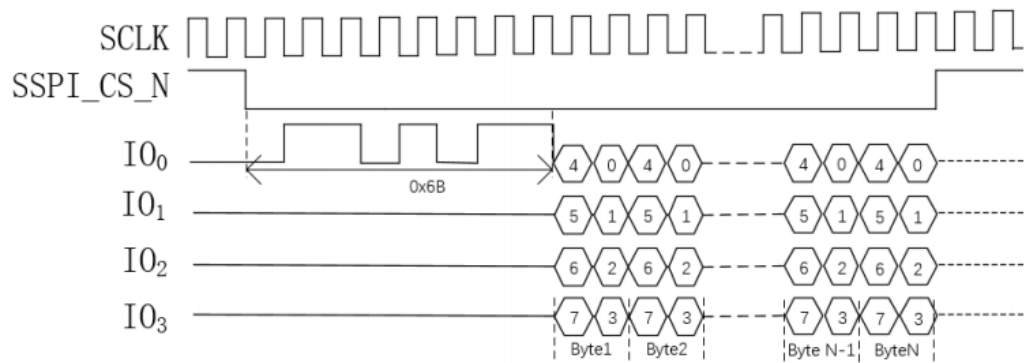 SCLK
SSPI_CS_N
IO₀ 4 0 4 0 4 0 4 0
0x6B
IO₁ 5 1 5 1 5 1 5 1
IO₂ 6 2 6 2 6 2 6 2
IO₃ 7 3 7 3 7 3 7 3
Byte1 Byte2 Byte N-1 ByteN